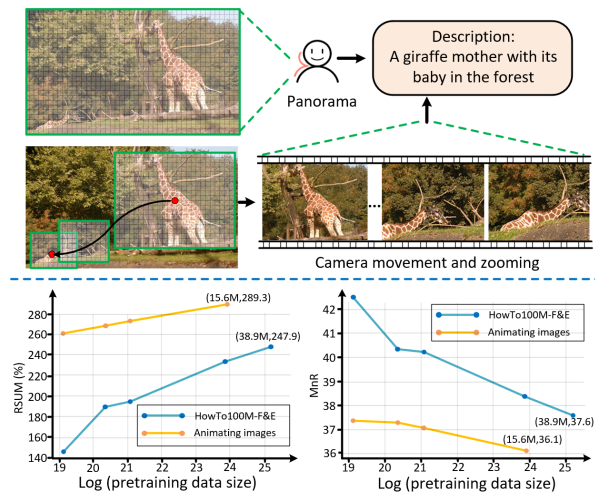 Description:
A giraffe mother with its
baby in the forest
Panorama
...
Camera movement and zooming
RSUM (%)
280
260
240
220
200
180
160
140
19
20
21
22
23
24
25
(15.6M,289.3)
(38.9M,247.9)
HowTo100M-F&E
Animating images
Log (pretraining data size)
MnR
42
41
40
39
38
37
36
19
20
21
22
23
24
25
HowTo100M-F&E
Animating images
(38.9M,37.6)
(15.6M,36.1)
Log (pretraining data size)